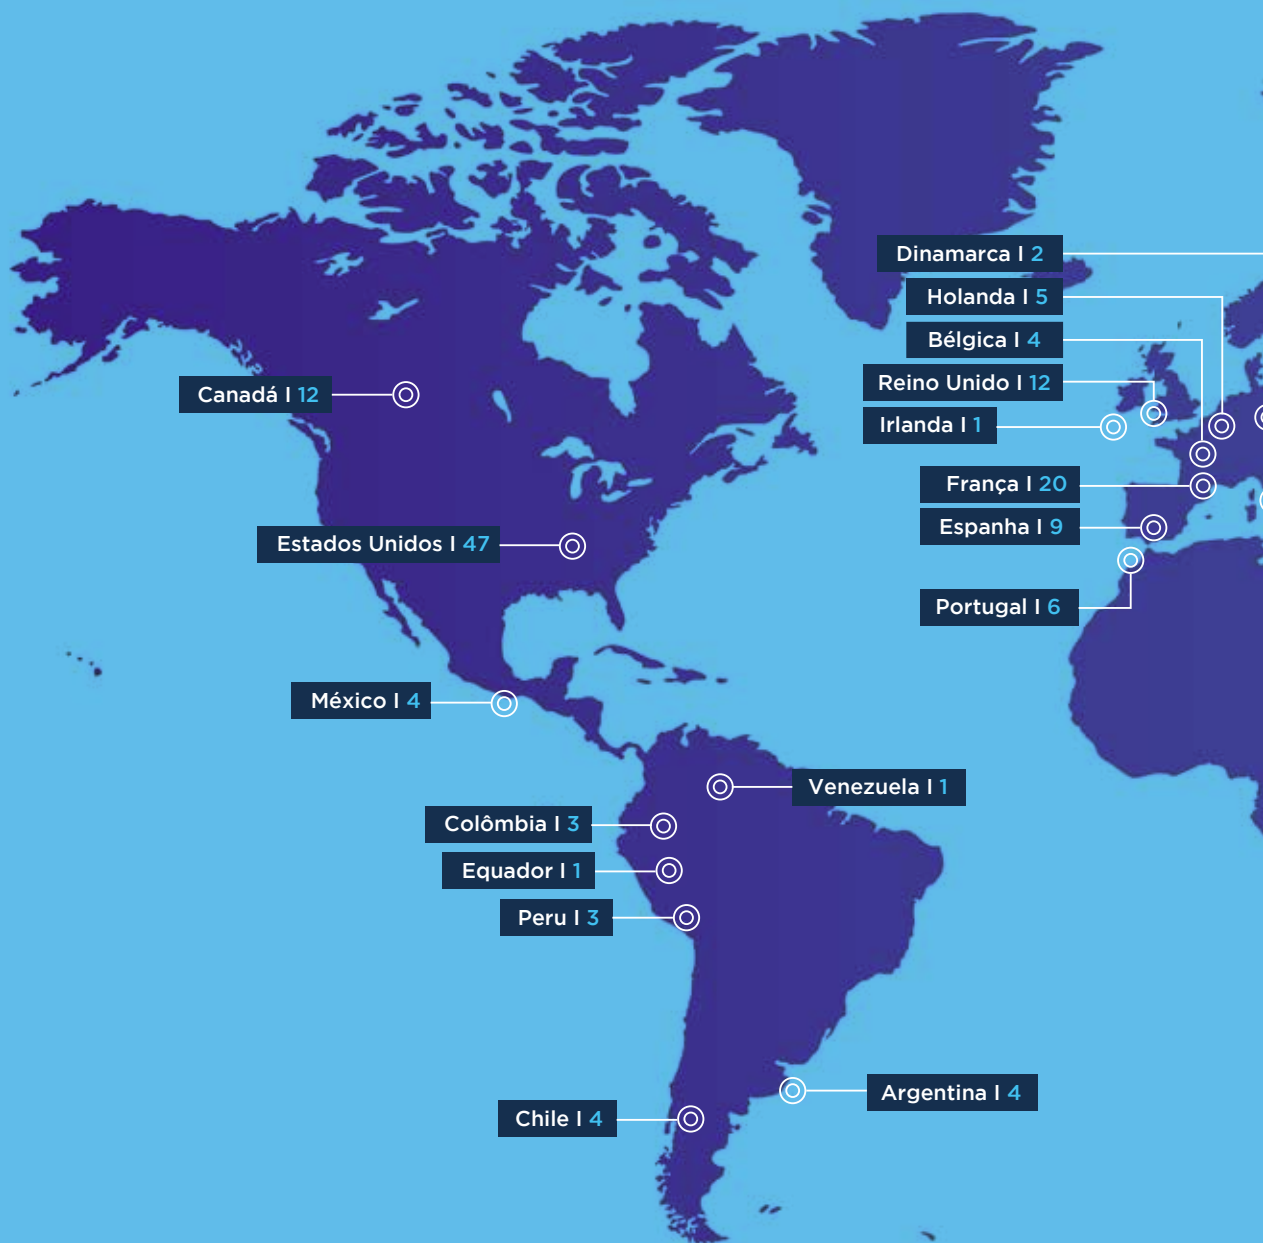 Dinamarca I 2
Holanda I 5
Bélgica I 4
Reino Unido I 12
Irlanda I 1
França I 20
Espanha I 9
Portugal I 6
Canadá I 12
Estados Unidos I 47
México I 4
Venezuela I 1
Colômbia I 3
Equador I 1
Peru I 3
Argentina I 4
Chile I 4